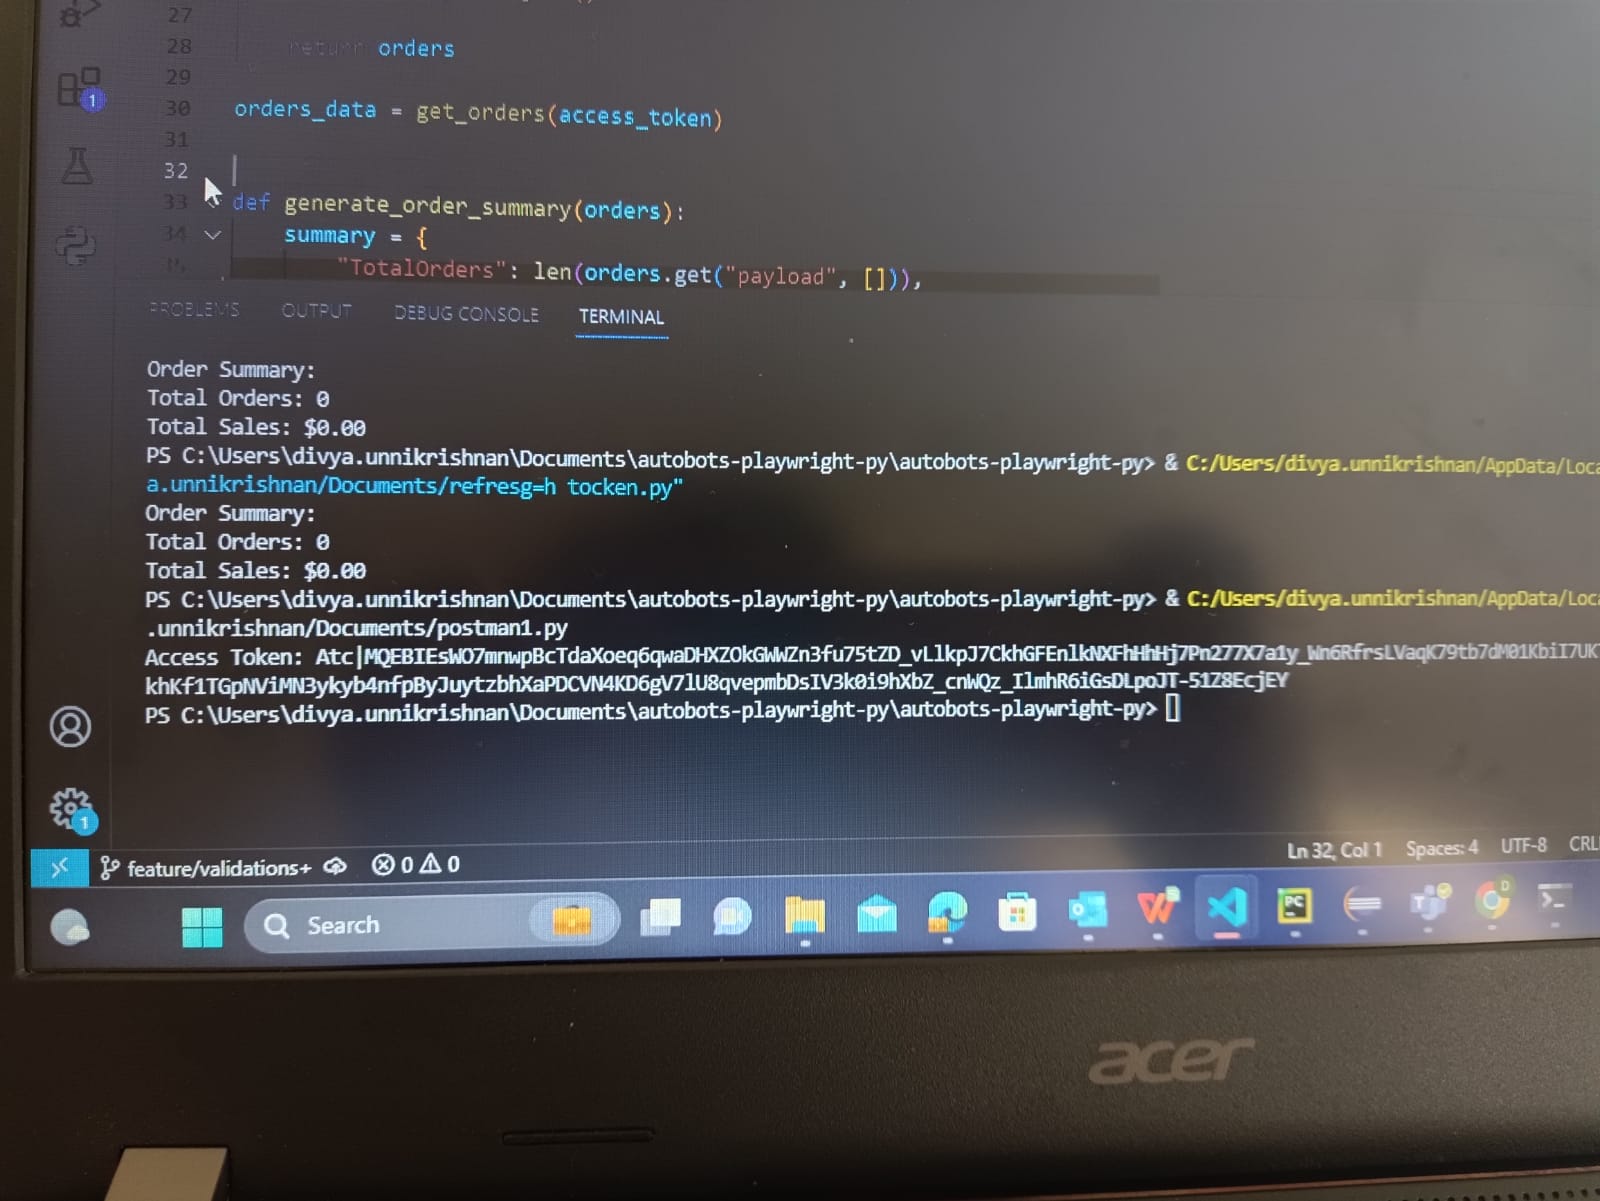 27
28 return orders
29
30 orders_data = get_orders(access_token)
31
32
33 def generate_order_summary(orders):
34 summary = {
"TotalOrders": len(orders.get("payload", [])),
PROBLEMS OUTPUT DEBUG CONSOLE TERMINAL
Order Summary:
Total Orders: 0
Total Sales: $0.00
PS C:\Users\divya.unnikrishnan\Documents\autobots-playwright-py\autobots-playwright-py> & C:/Users/divya.unnikrishnan/AppData/Loca
a.unnikrishnan/Documents/refresg=h tocken.py"
Order Summary:
Total Orders: 0
Total Sales: $0.00
PS C:\Users\divya.unnikrishnan\Documents\autobots-playwright-py\autobots-playwright-py> & C:/Users/divya.unnikrishnan/AppData/Loca
.unnikrishnan/Documents/postman1.py
Access Token: Atc|MQEBIEsWO7mnwpBcTdaXoeq6qwaDHXZOkGWWZn3fu75tZD_vLlkpJ7CkhGFEnlkNXFhHhHj7Pn277X7a1y_Wn6RfrsLVaqK79tb7dM01KbiI7UK
khKf1TGpNViMN3ykyb4nfpByJuytzbhXaPDCVN4KD6gV7lU8qvepmbDsIV3k0i9hXbZ_cnWQz_IlmhR6iGsDLpoJT-51Z8EcjEY
PS C:\Users\divya.unnikrishnan\Documents\autobots-playwright-py\autobots-playwright-py>
feature/validations+ 0 0 Ln 32, Col 1 Spaces: 4 UTF-8 CRL
Search
acer